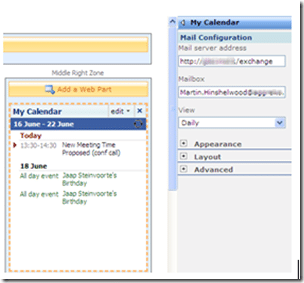 Middle Right Zone
Add a Web Part
My Calendar edit
16 June - 22 June
Today
13:30-14:30 New Meeting Time
Proposed (conf call)
18 June
All day event Jaap Steinvoorte's
Birthday
All day event Jaap Steinvoorte's
Birthday
My Calendar
Mail Configuration
Mail server address
http:// /exchange
Mailbox
Martin.Hinshelwood@
View
Daily
Appearance
Layout
Advanced